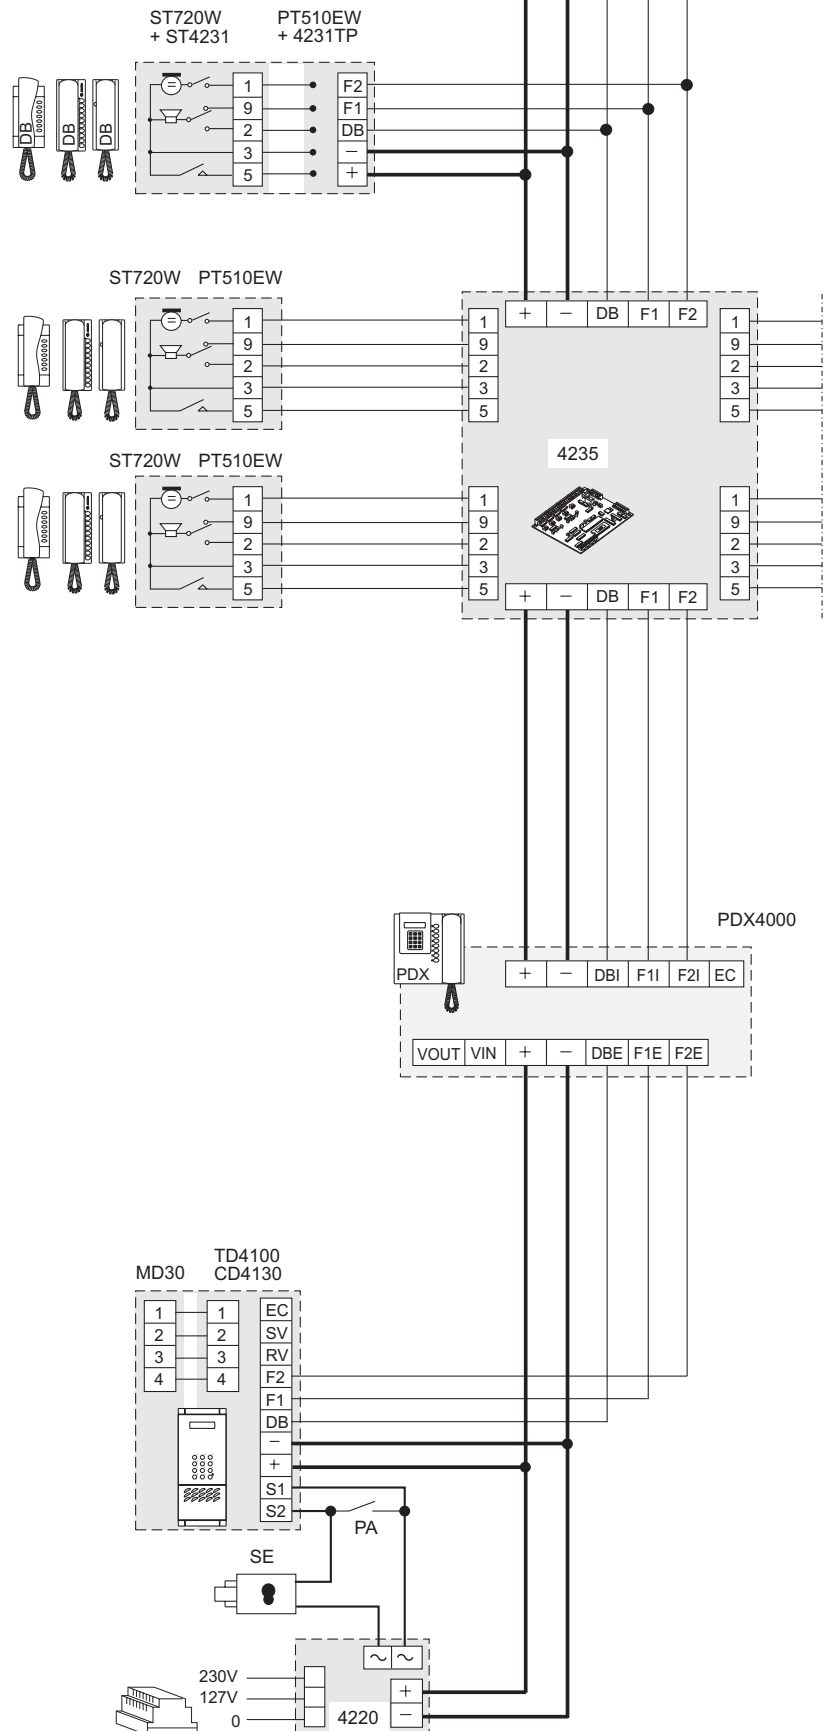 ST720W
+ ST4231
PT510EW
+ 4231TP
DB
DB
DB
1
9
2
3
5
F2
F1
DB
−
+
ST720W PT510EW
1
9
2
3
5
1
9
2
3
5
+ − DB F1 F2
1
9
2
3
5
4235
ST720W PT510EW
1
9
2
3
5
1
9
2
3
5
+ − DB F1 F2
1
9
2
3
5
PDX4000
PDX
+ − DBI F1I F2I EC
VOUT VIN + − DBE F1E F2E
MD30
TD4100
CD4130
1
2
3
4
1
2
3
4
EC
SV
RV
F2
F1
DB
−
+
S1
S2
PA
SE
~ ~
230V
127V
0
4220
+
−